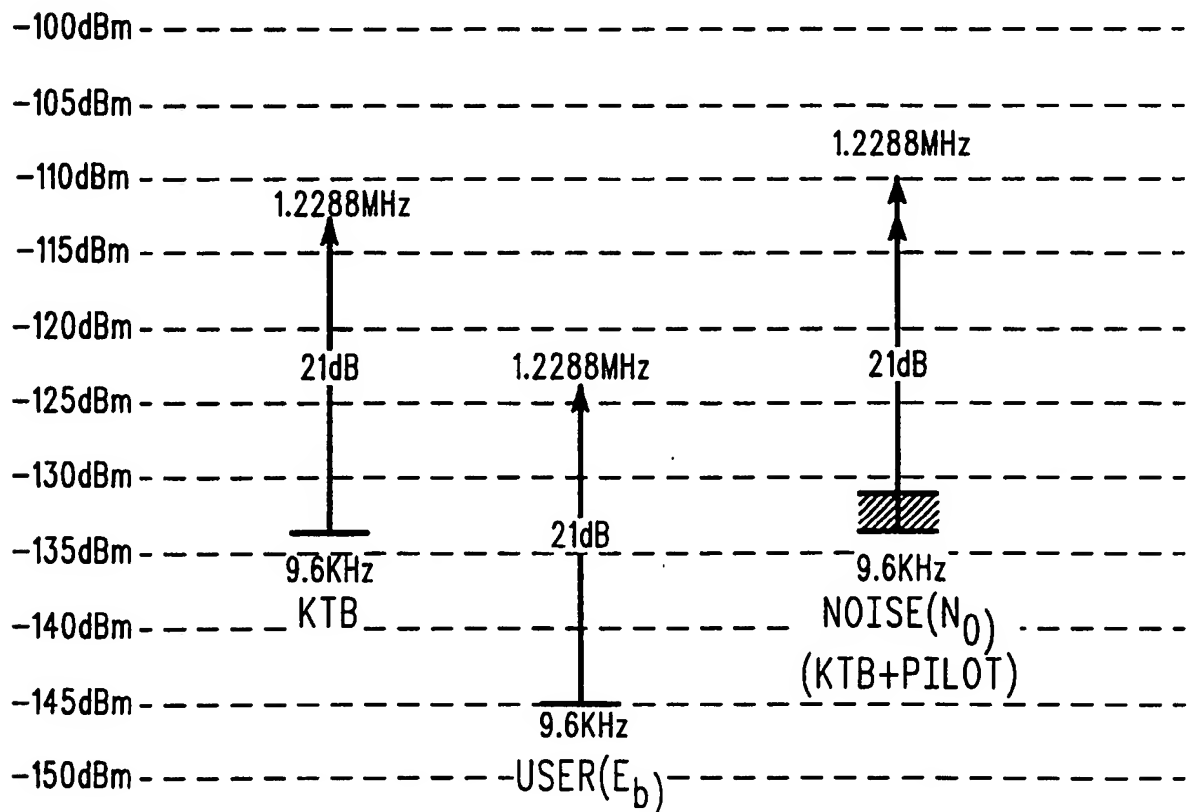 -100dBm
-105dBm
1.2288MHz
-110dBm
1.2288MHz
-115dBm
-120dBm
21dB
1.2288MHz
21dB
-125dBm
-130dBm
21dB
-135dBm
9.6KHz
9.6KHz
KTB
NOISE(N0)
-140dBm
(KTB+PILOT)
-145dBm
9.6KHz
-150dBm
USER(Eb)